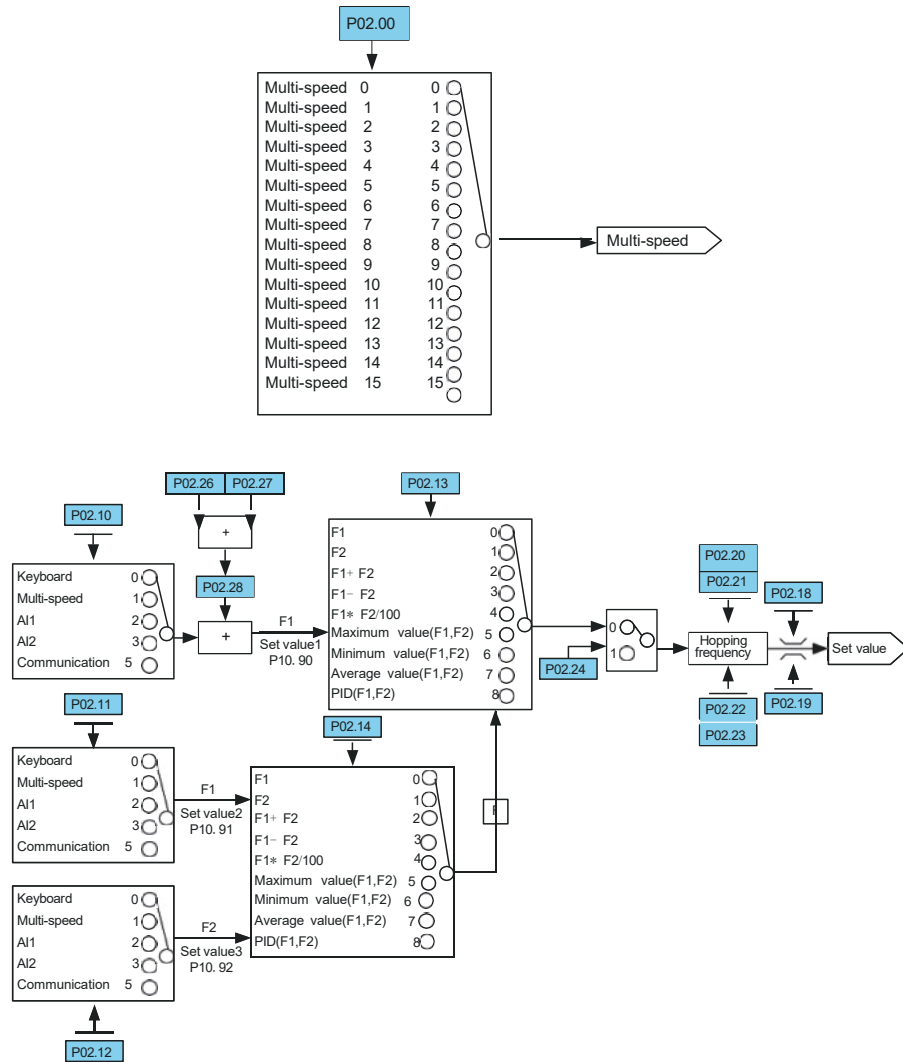 P02.00
Multi-speed 0 0
Multi-speed 1 1
Multi-speed 2 2
Multi-speed 3 3
Multi-speed 4 4
Multi-speed 5 5
Multi-speed 6 6
Multi-speed 7 7
Multi-speed 8 8
Multi-speed 9 9
Multi-speed 10 10
Multi-speed 11 11
Multi-speed 12 12
Multi-speed 13 13
Multi-speed 14 14
Multi-speed 15 15
Multi-speed
P02.10
Keyboard 0
Multi-speed 1
AI1 2
AI2 3
Communication 5
P02.26 P02.27
+
P02.28
+
F1
Set value1
P10. 90
P02.13
F1 0
F2 1
F1+ F2 2
F1- F2 3
F1* F2/100 4
Maximum value(F1,F2) 5
Minimum value(F1,F2) 6
Average value(F1,F2) 7
PID(F1,F2) 8
P02.24
0
1
P02.20
P02.21
Hopping
frequency
P02.22
P02.23
P02.18
P02.19
Set value
P02.11
Keyboard 0
Multi-speed 1
AI1 2
AI2 3
Communication 5
F1
Set value2
P10. 91
P02.14
F1 0
F2 1
F1+ F2 2
F1- F2 3
F1* F2/100 4
Maximum value(F1,F2) 5
Minimum value(F1,F2) 6
Average value(F1,F2) 7
PID(F1,F2) 8
Keyboard 0
Multi-speed 1
AI1 2
AI2 3
Communication 5
F2
Set value3
P10. 92
P02.12